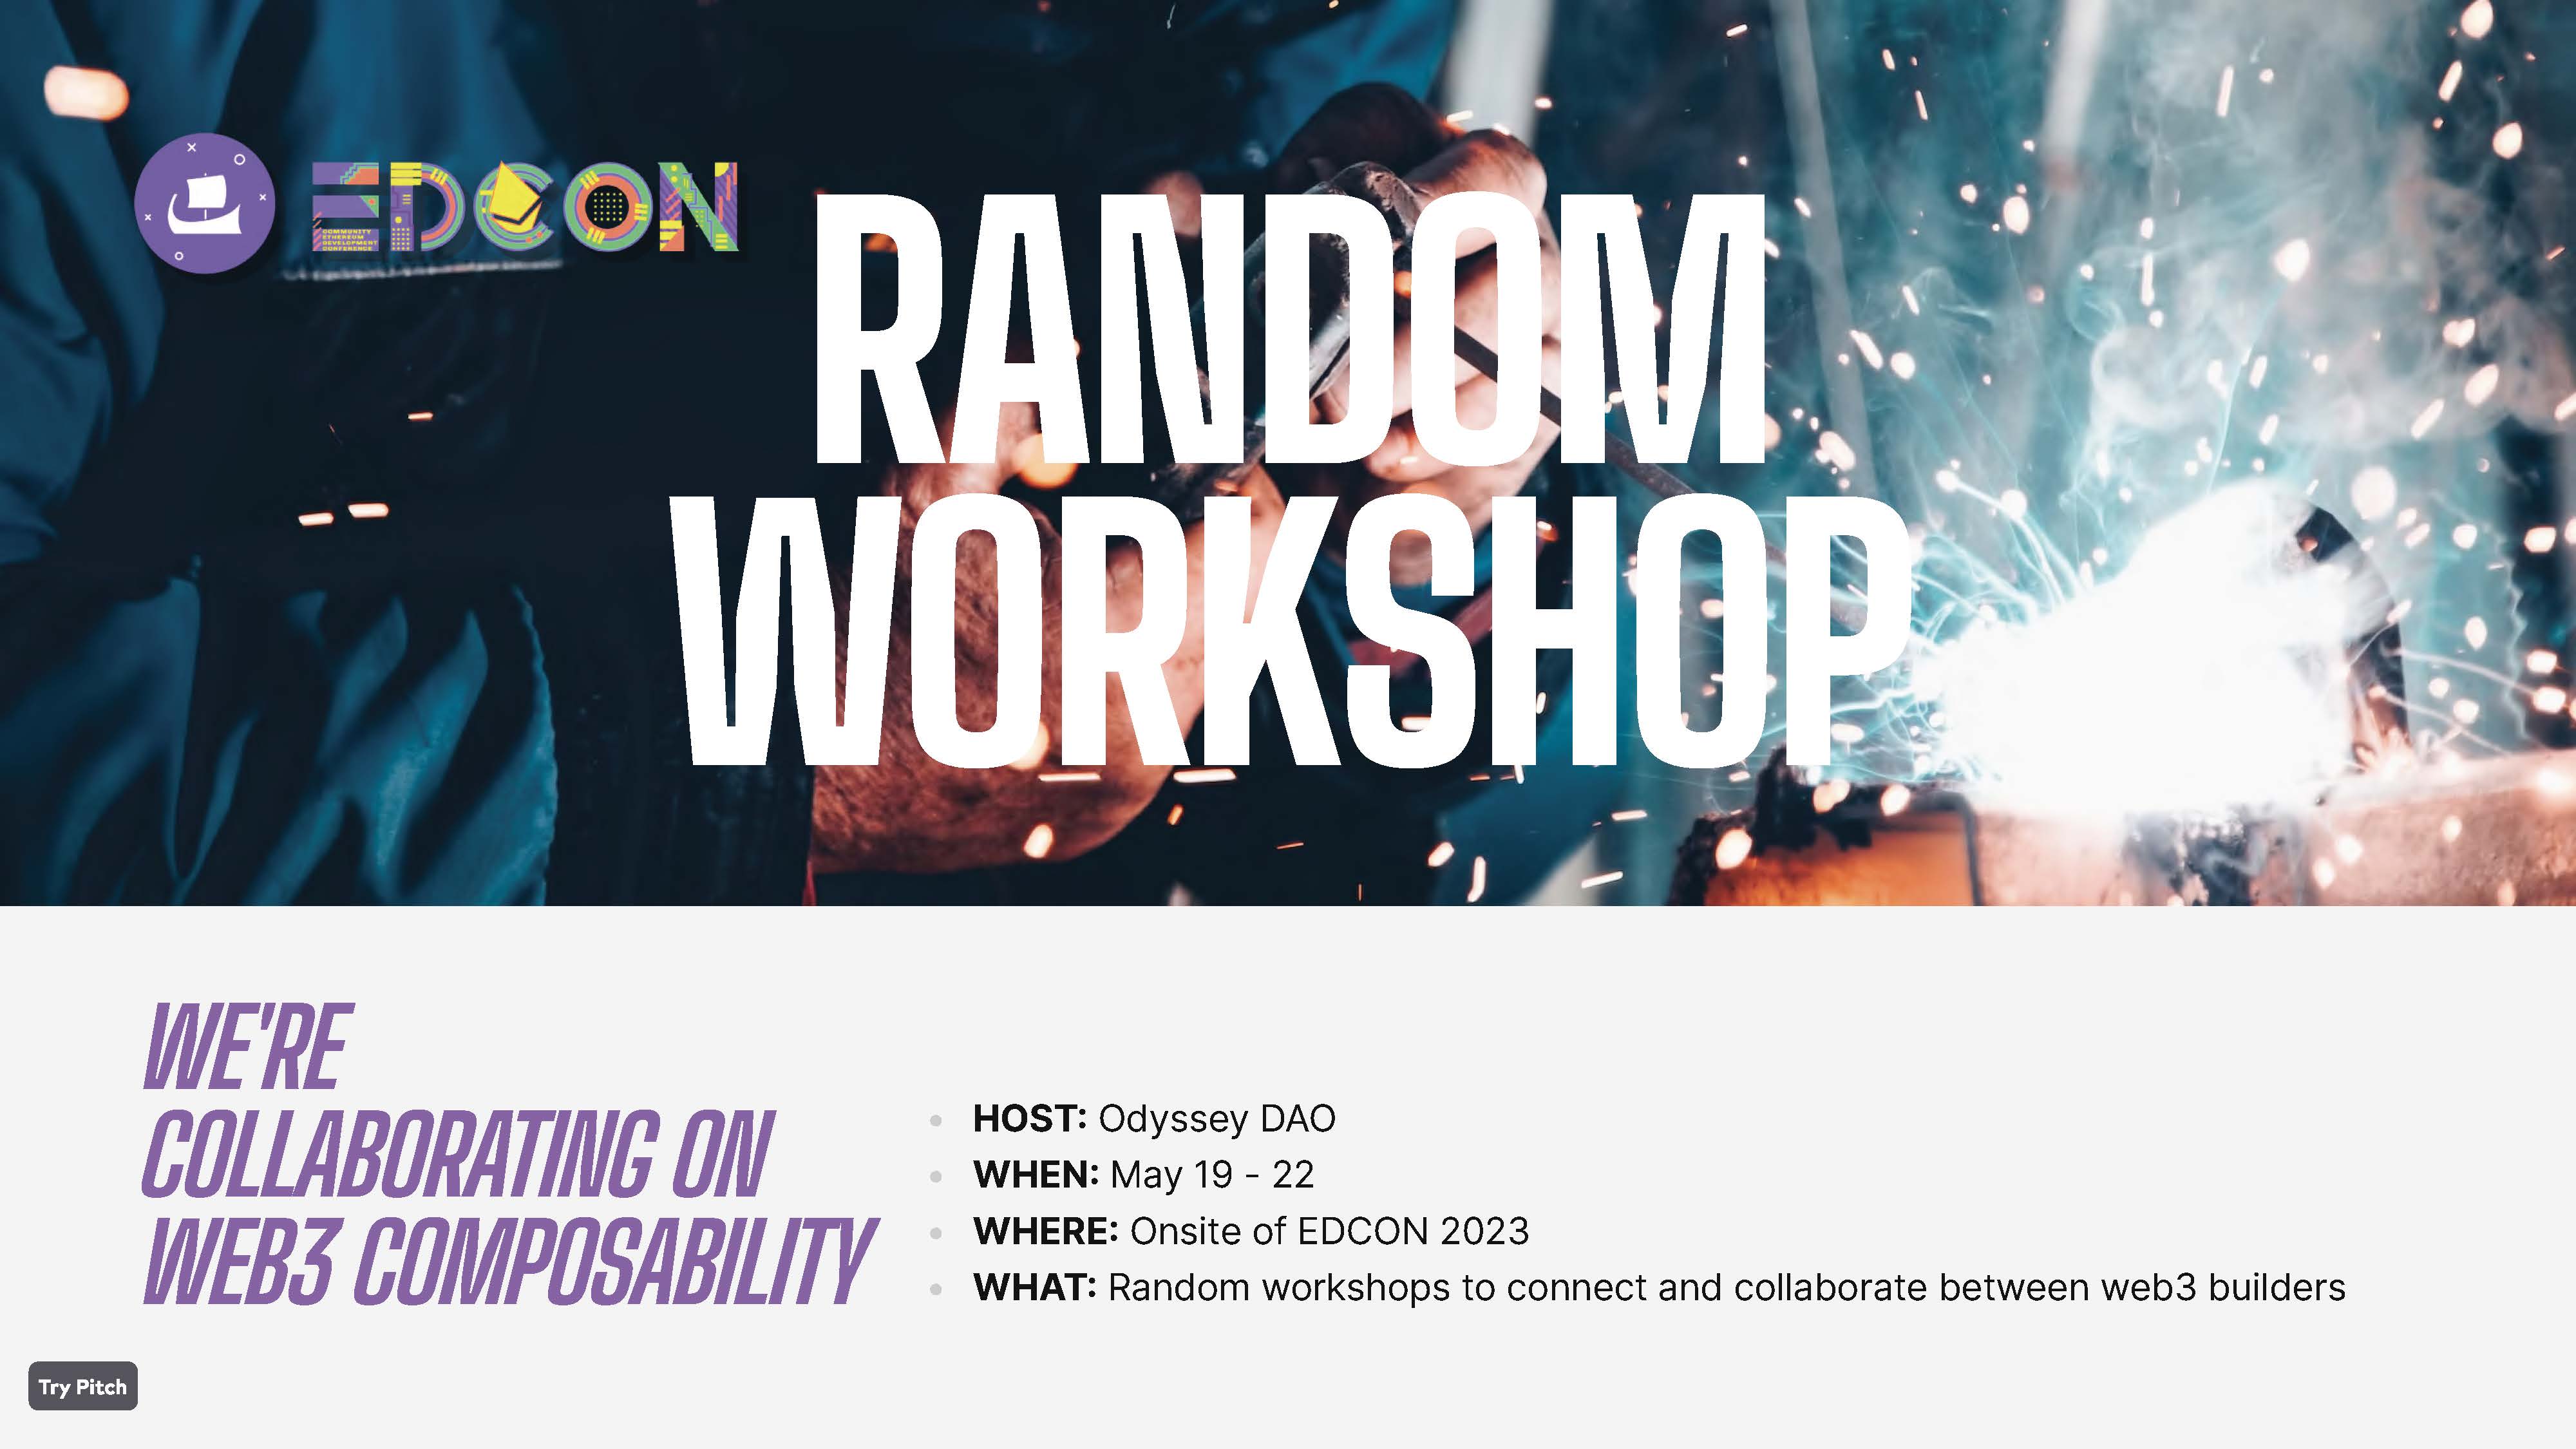 EDCON
COMMUNITY
ETHEREUM
DEVELOPMENT
CONFERENCE
RANDOM
WORKSHOP
WE'RE
COLLABORATING ON
WEB3 COMPOSABILITY
HOST: Odyssey DAO
WHEN: May 19 - 22
WHERE: Onsite of EDCON 2023
WHAT: Random workshops to connect and collaborate between web3 builders
Try Pitch